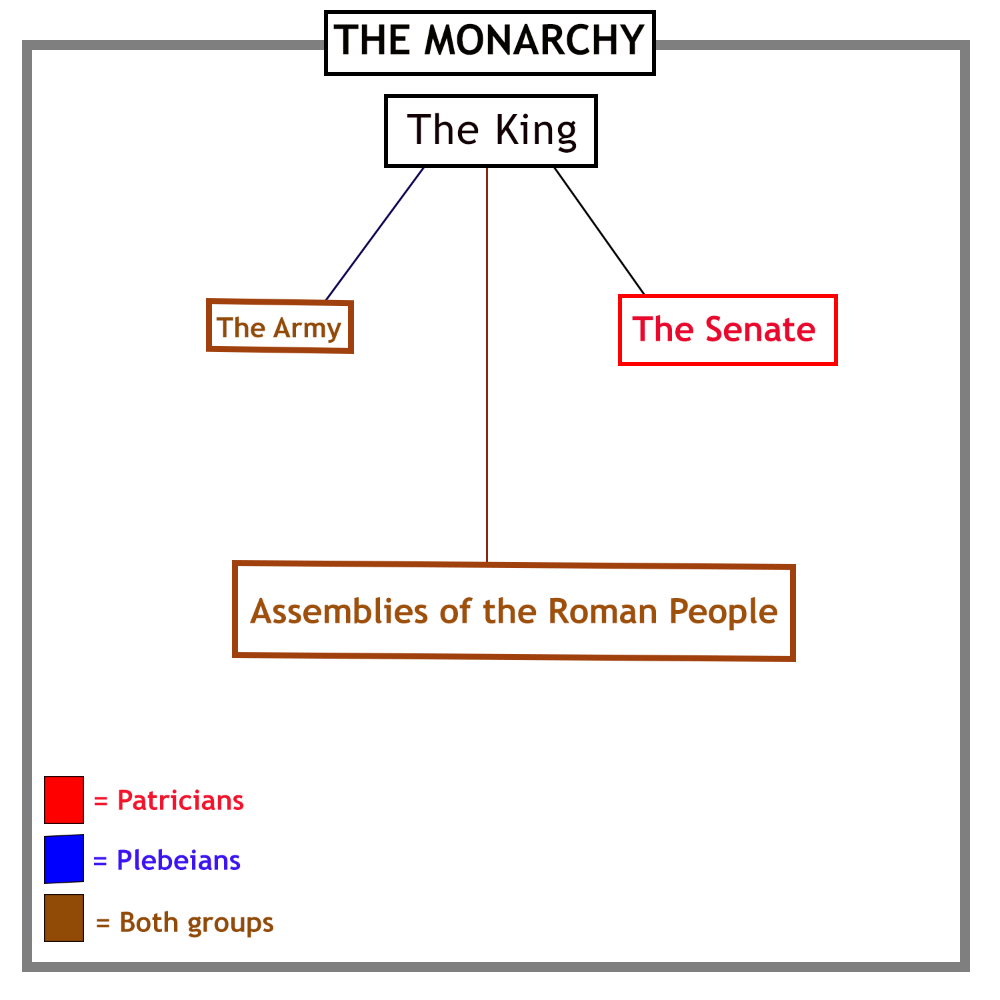 THE MONARCHY
The King
The Army
The Senate
Assemblies of the Roman People
= Patricians
= Plebeians
= Both groups